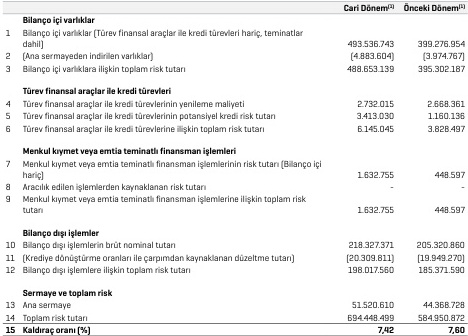 Cari Dönem(1) Önceki Dönem(1)
Bilanço içi varlıklar
1 Bilanço içi varlıklar (Türev finansal araçlar ile kredi türevleri hariç, teminatlar
dahil) 493.536.743 399.276.954
2 (Ana sermayeden indirilen varlıklar) (4.883.604) (3.974.767)
3 Bilanço içi varlıklara ilişkin toplam risk tutarı 488.653.139 395.302.187
Türev finansal araçlar ile kredi türevleri
4 Türev finansal araçlar ile kredi türevlerinin yenileme maliyeti 2.732.015 2.668.361
5 Türev finansal araçlar ile kredi türevlerinin potansiyel kredi risk tutarı 3.413.030 1.160.136
6 Türev finansal araçlar ile kredi türevlerine ilişkin toplam risk tutarı 6.145.045 3.828.497
Menkul kıymet veya emtia teminatlı finansman işlemleri
7 Menkul kıymet veya emtia teminatlı finansman işlemlerinin risk tutarı (Bilanço içi
hariç) 1.632.755 448.597
8 Aracılık edilen işlemlerden kaynaklanan risk tutarı - -
9 Menkul kıymet veya emtia teminatlı finansman işlemlerine ilişkin toplam risk
tutarı 1.632.755 448.597
Bilanço dışı işlemler
10 Bilanço dışı işlemlerin brüt nominal tutarı 218.327.371 205.320.860
11 (Krediye dönüştürme oranları ile çarpımdan kaynaklanan düzeltme tutarı) (20.309.811) (19.949.270)
12 Bilanço dışı işlemlere ilişkin toplam risk tutarı 198.017.560 185.371.590
Sermaye ve toplam risk
13 Ana sermaye 51.520.610 44.368.728
14 Toplam risk tutarı 694.448.499 584.950.872
15 Kaldıraç oranı (%) 7,42 7,60